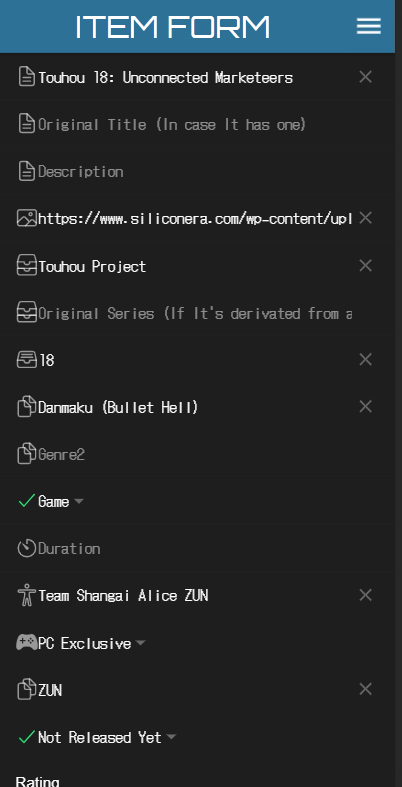 ITEM FORM
Touhou 18: Unconnected Marketeers
Original Title (In case It has one)
Description
https://www.siliconera.com/wp-content/upl
Touhou Project
Original Series (If It's derivated from a
18
Danmaku (Bullet Hell)
Genre2
Game
Duration
Team Shangai Alice ZUN
PC Exclusive
ZUN
Not Released Yet
Rating